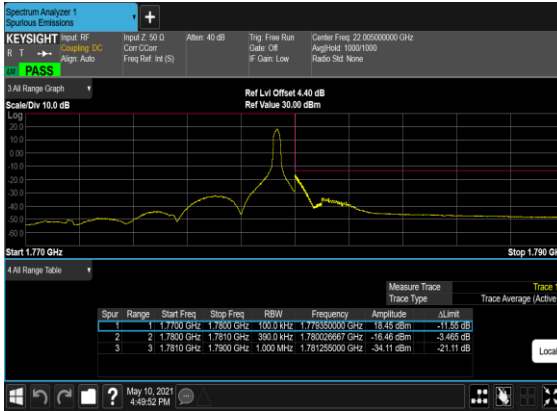 Spectrum Analyzer 1
Spurious Emissions
+
KEYSIGHT Input: RF Input Z: 50 Ω Atten: 40 dB Trig: Free Run Center Freq: 22.005000000 GHz
R T Coupling: DC Corr CCorr Gate: Off Avg|Hold: 1000/1000
Align: Auto Freq Ref: Int (S) IF Gain: Low Radio Std: None
PASS
3 All Range Graph Ref Lvl Offset 4.40 dB
Scale/Div 10.0 dB Ref Value 30.00 dBm
Log
20.0
10.0
0.00
-10.0
-20.0
-30.0
-40.0
-50.0
-60.0
Start 1.770 GHz Stop 1.790 GH
4 All Range Table
Measure Trace Trace 1
Trace Type Trace Average (Active
Spur Range Start Freq Stop Freq RBW Frequency Amplitude ΔLimit
1 1 1.7700 GHz 1.7800 GHz 100.0 kHz 1.779350000 GHz 18.45 dBm -11.55 dB
2 2 1.7800 GHz 1.7810 GHz 390.0 kHz 1.780026667 GHz -16.46 dBm -3.465 dB
3 3 1.7810 GHz 1.7900 GHz 1.000 MHz 1.781255000 GHz -34.11 dBm -21.11 dB
Local
? May 10, 2021
4:49:52 PM